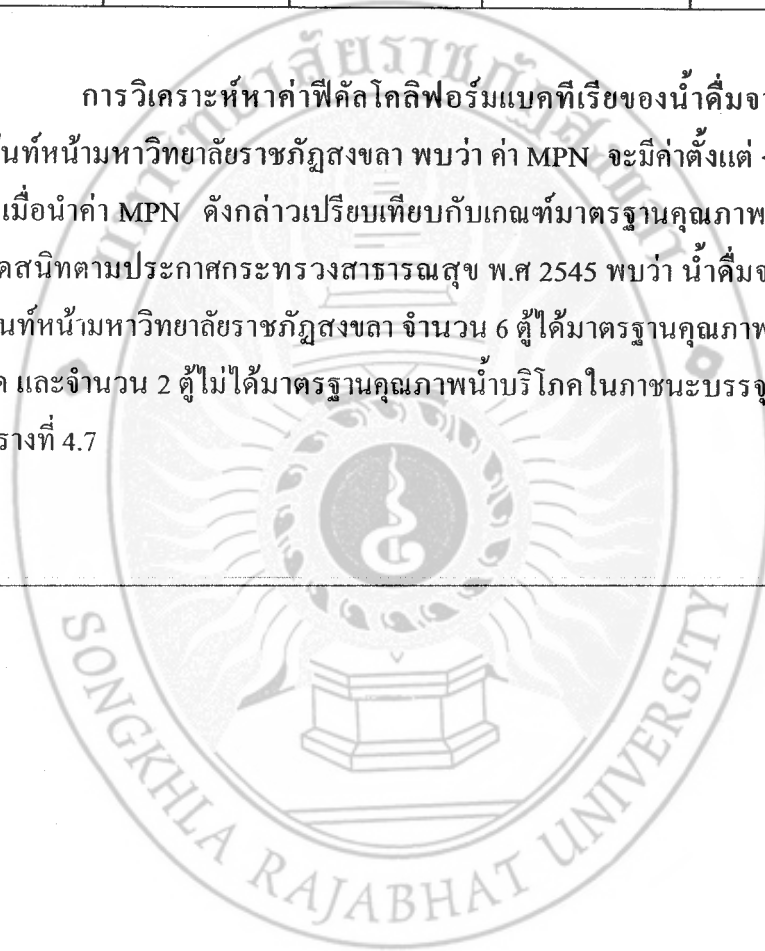 การวิเคราะห์หาค่าฟีคัลโคลิฟอร์มแบคทีเรียของน้ำดื่มจา
นท์หน้ามหาวิทยาลัยราชภัฏสงขลา พบว่า ค่า MPN จะมีค่าตั้งแต่
เมื่อนำค่า MPN ดังกล่าวเปรียบเทียบกับเกณฑ์มาตรฐานคุณภาพ
ดสนิทตามประกาศกระทรวงสาธารณสุข พ.ศ 2545 พบว่า น้ำดื่มจ
นท์หน้ามหาวิทยาลัยราชภัฏสงขลา จำนวน 6 ตู้ได้มาตรฐานคุณภาพ
และจำนวน 2 ตู้ไม่ได้มาตรฐานคุณภาพน้ำบริโภคในภาชนะบรรจุ
รางที่ 4.7
SONGKHLA RAJABHAT UNIVERSITY